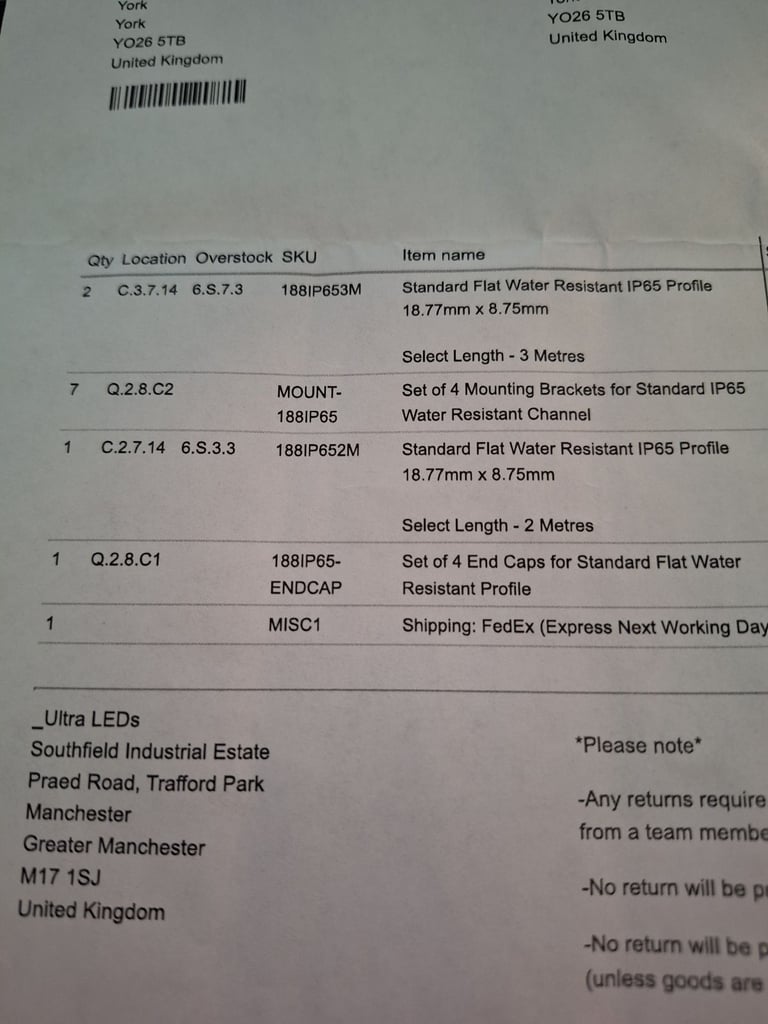 York
York
YO26 5TB
United Kingdom
YO26 5TB
United Kingdom
Qty Location Overstock SKU Item name
2 C.3.7.14 6.S.7.3 188IP653M Standard Flat Water Resistant IP65 Profile
18.77mm x 8.75mm
Select Length - 3 Metres
7 Q.2.8.C2 MOUNT- Set of 4 Mounting Brackets for Standard IP65
188IP65 Water Resistant Channel
1 C.2.7.14 6.S.3.3 188IP652M Standard Flat Water Resistant IP65 Profile
18.77mm x 8.75mm
Select Length - 2 Metres
1 Q.2.8.C1 188IP65- Set of 4 End Caps for Standard Flat Water
ENDCAP Resistant Profile
1 MISC1 Shipping: FedEx (Express Next Working Day
_Ultra LEDs
Southfield Industrial Estate
Praed Road, Trafford Park
Manchester
Greater Manchester
M17 1SJ
United Kingdom
*Please note*
-Any returns require
from a team membe
-No return will be p
-No return will be p
(unless goods are